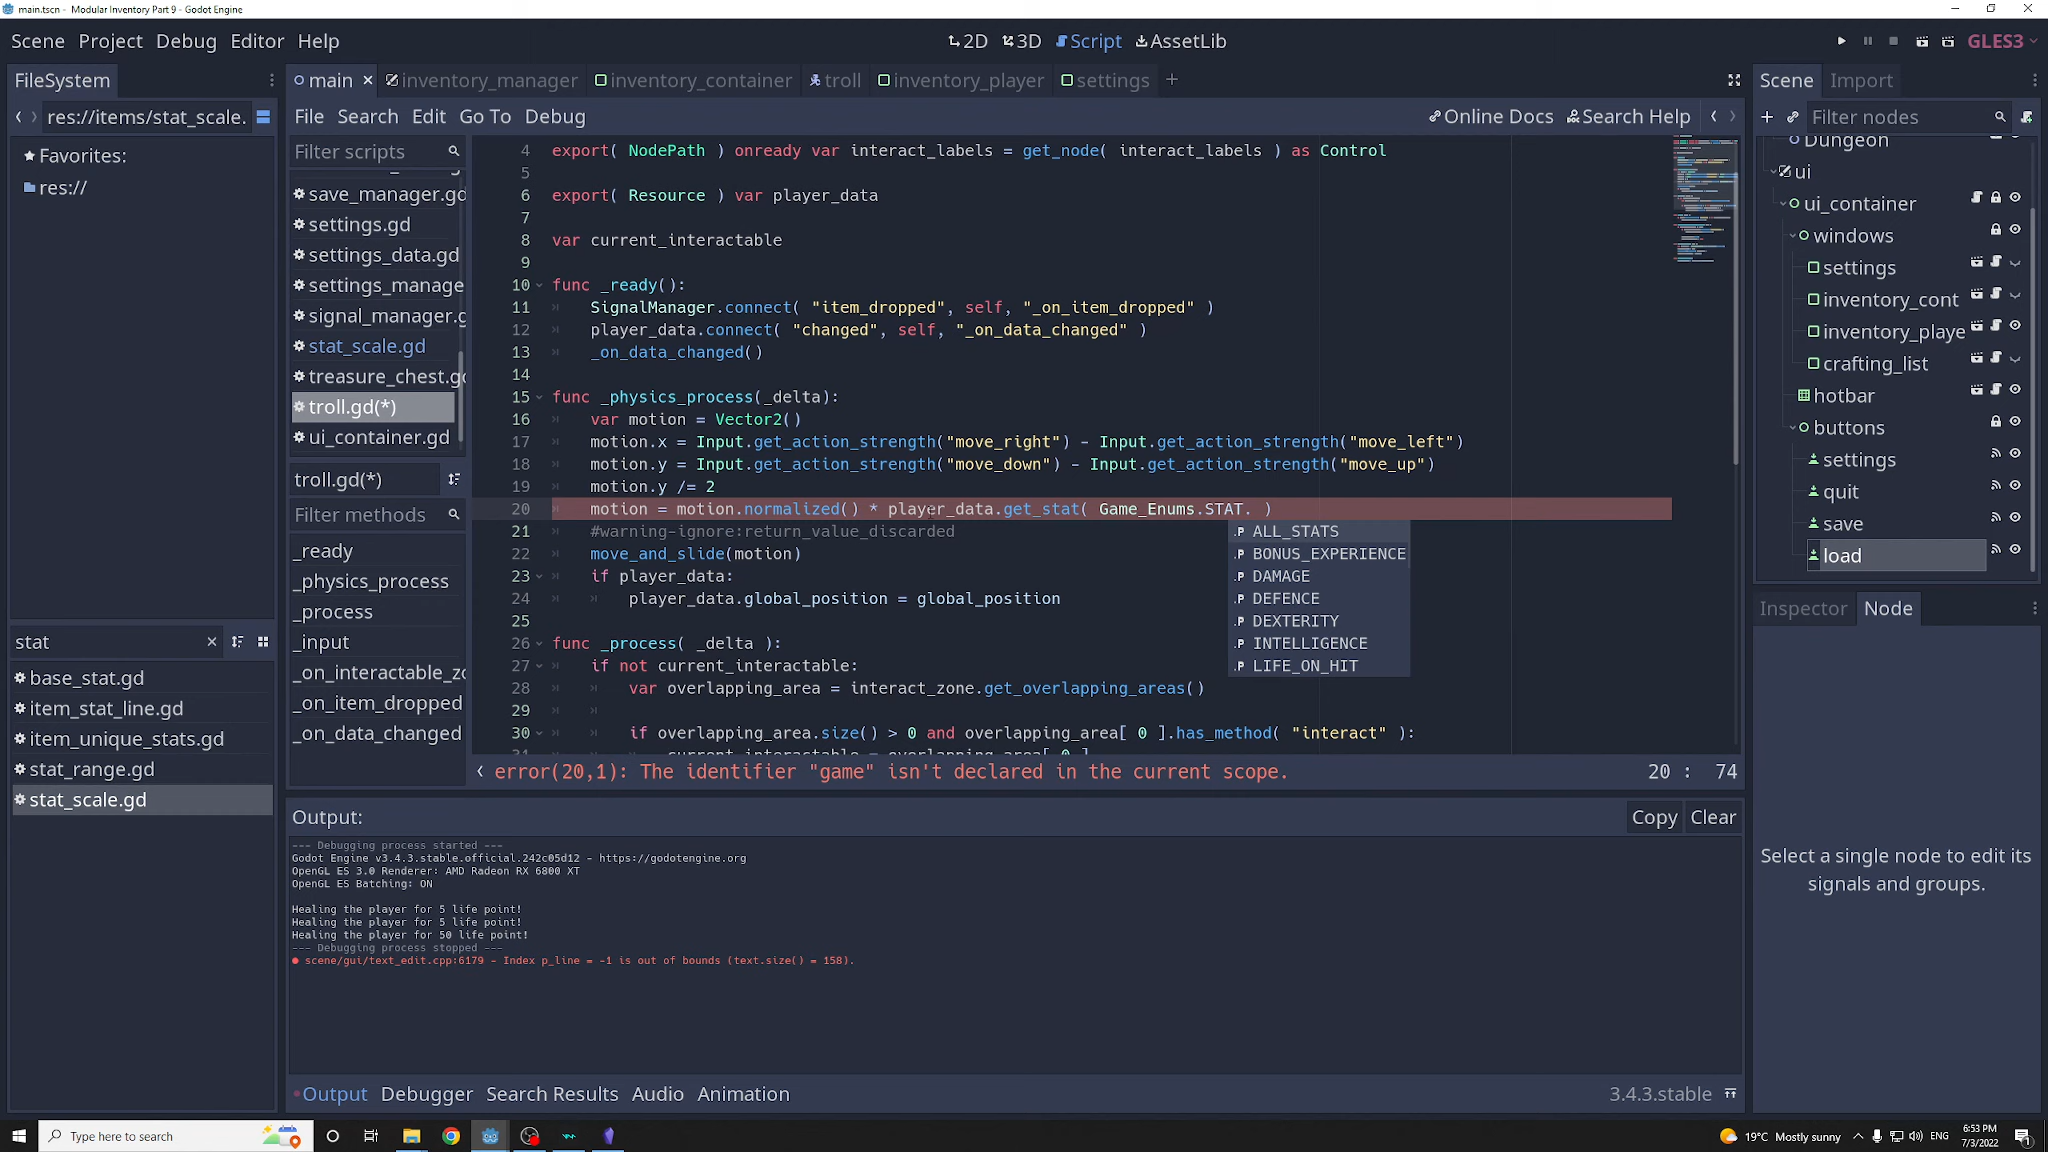 main.tscn - Modular Inventory Part 9 - Godot Engine
Scene Project Debug Editor Help
2D 3D Script AssetLib
GLES3
FileSystem
res://items/stat_scale.
Favorites:
res://
stat
base_stat.gd
item_stat_line.gd
item_unique_stats.gd
stat_range.gd
stat_scale.gd
main inventory_manager inventory_container troll inventory_player settings
File Search Edit Go To Debug
Online Docs Search Help
Filter scripts
save_manager.gd
settings.gd
settings_data.gd
settings_manage
signal_manager.g
stat_scale.gd
treasure_chest.gd
troll.gd(*)
ui_container.gd
troll.gd(*)
Filter methods
_ready
_physics_process
_process
_input
_on_interactable_zo
_on_item_dropped
_on_data_changed
4 export( NodePath ) onready var interact_labels = get_node( interact_labels ) as Control
5
6 export( Resource ) var player_data
7
8 var current_interactable
9
10 func _ready():
11 SignalManager.connect( "item_dropped", self, "_on_item_dropped" )
12 player_data.connect( "changed", self, "_on_data_changed" )
13 _on_data_changed()
14
15 func _physics_process(_delta):
16 var motion = Vector2()
17 motion.x = Input.get_action_strength("move_right") - Input.get_action_strength("move_left")
18 motion.y = Input.get_action_strength("move_down") - Input.get_action_strength("move_up")
19 motion.y /= 2
20 motion = motion.normalized() * player_data.get_stat( Game_Enums.STAT. )
21 #warning-ignore:return_value_discarded
22 move_and_slide(motion)
23 if player_data:
24 player_data.global_position = global_position
25
26 func _process( _delta ):
27 if not current_interactable:
28 var overlapping_area = interact_zone.get_overlapping_areas()
29
30 if overlapping_area.size() > 0 and overlapping_area[ 0 ].has_method( "interact" ):
31 current_interactable = overlapping_area[ 0 ]
ALL_STATS
BONUS_EXPERIENCE
DAMAGE
DEFENCE
DEXTERITY
INTELLIGENCE
LIFE_ON_HIT
error(20,1): The identifier "game" isn't declared in the current scope.
20 : 74
Output:
Copy Clear
--- Debugging process started ---
Godot Engine v3.4.3.stable.official.242c05d12 - https://godotengine.org
OpenGL ES 3.0 Renderer: AMD Radeon RX 6800 XT
OpenGL ES Batching: ON
Healing the player for 5 life point!
Healing the player for 5 life point!
Healing the player for 50 life point!
--- Debugging process stopped ---
scene/gui/text_edit.cpp:6179 - Index p_line = -1 is out of bounds (text.size() = 158).
Output Debugger Search Results Audio Animation
3.4.3.stable
Scene Import
Filter nodes
Dungeon
ui
ui_container
windows
settings
inventory_cont
inventory_playe
crafting_list
hotbar
buttons
settings
quit
save
load
Inspector Node
Select a single node to edit its
signals and groups.
Type here to search
19°C Mostly sunny
ENG
6:53 PM
7/3/2022